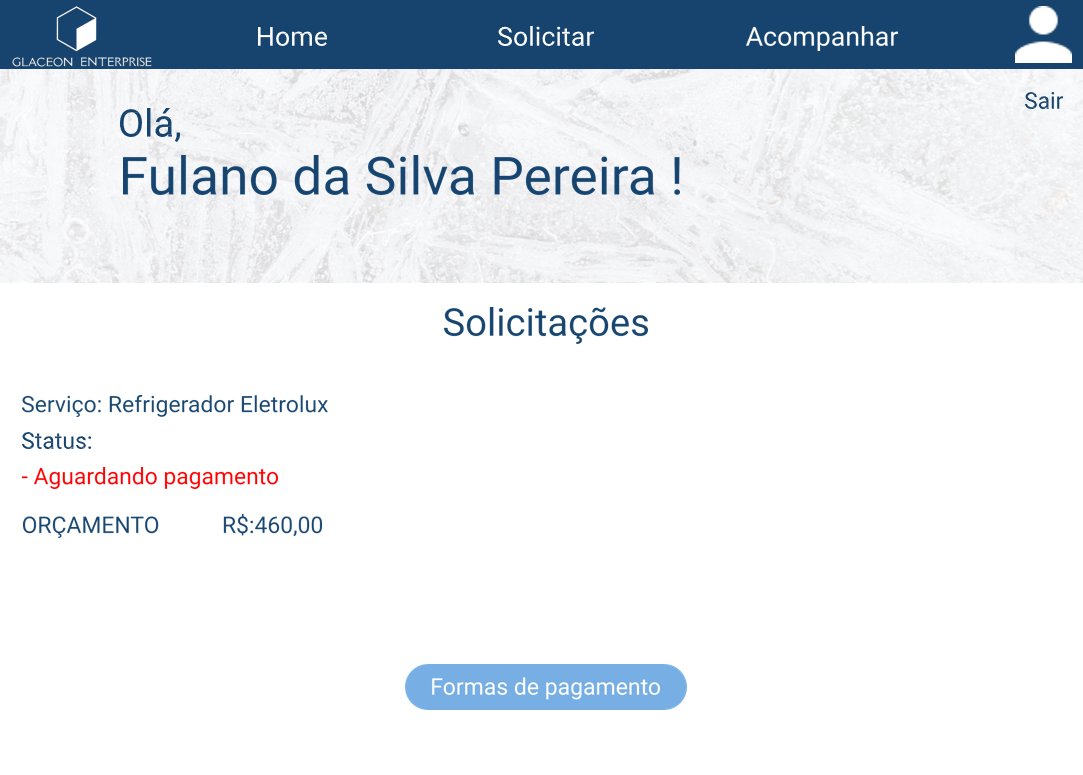 GLACEON ENTERPRISE
Home
Solicitar
Acompanhar
Sair
Olá,
Fulano da Silva Pereira !
Solicitações
Serviço: Refrigerador Eletrolux
Status:
- Aguardando pagamento
ORÇAMENTO R$:460,00
Formas de pagamento